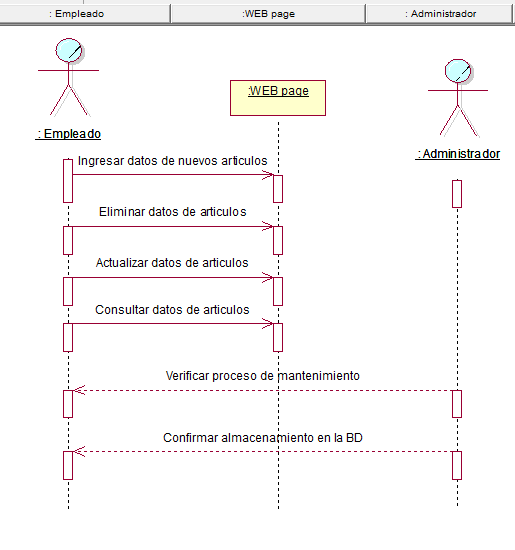 : Empleado
:WEB page
: Administrador
:WEB page
: Empleado
: Administrador
Ingresar datos de nuevos articulos
Eliminar datos de articulos
Actualizar datos de articulos
Consultar datos de articulos
Verificar proceso de mantenimiento
Confirmar almacenamiento en la BD